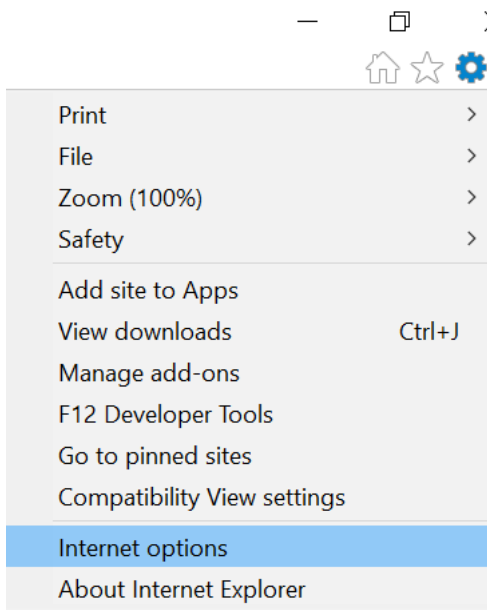 Print
File
Zoom (100%)
Safety
Add site to Apps
View downloads Ctrl+J
Manage add-ons
F12 Developer Tools
Go to pinned sites
Compatibility View settings
Internet options
About Internet Explorer